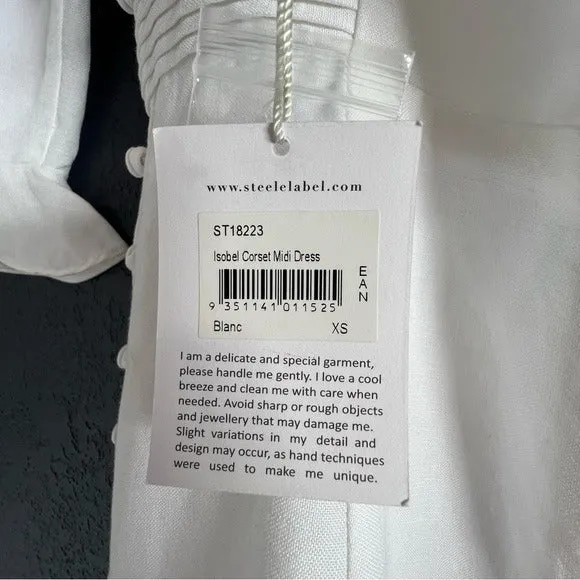 www.steelelabel.com
ST18223
Isobel Corset Midi Dress
EAN
9 351141 011525
Blanc XS
I am a delicate and special garment,
please handle me gently. I love a cool
breeze and clean me with care when
needed. Avoid sharp or rough objects
and jewellery that may damage me.
Slight variations in my detail and
design may occur, as hand techniques
were used to make me unique.